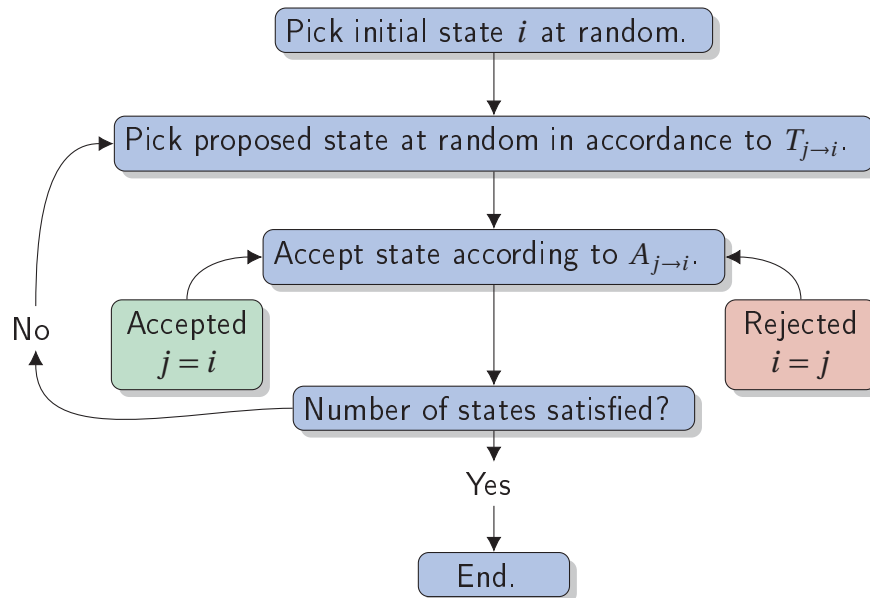 Pick initial state i at random.
Pick proposed state at random in accordance to T_{j→i}.
Accept state according to A_{j→i}.
No
Accepted
j = i
Rejected
i = j
Number of states satisfied?
Yes
End.